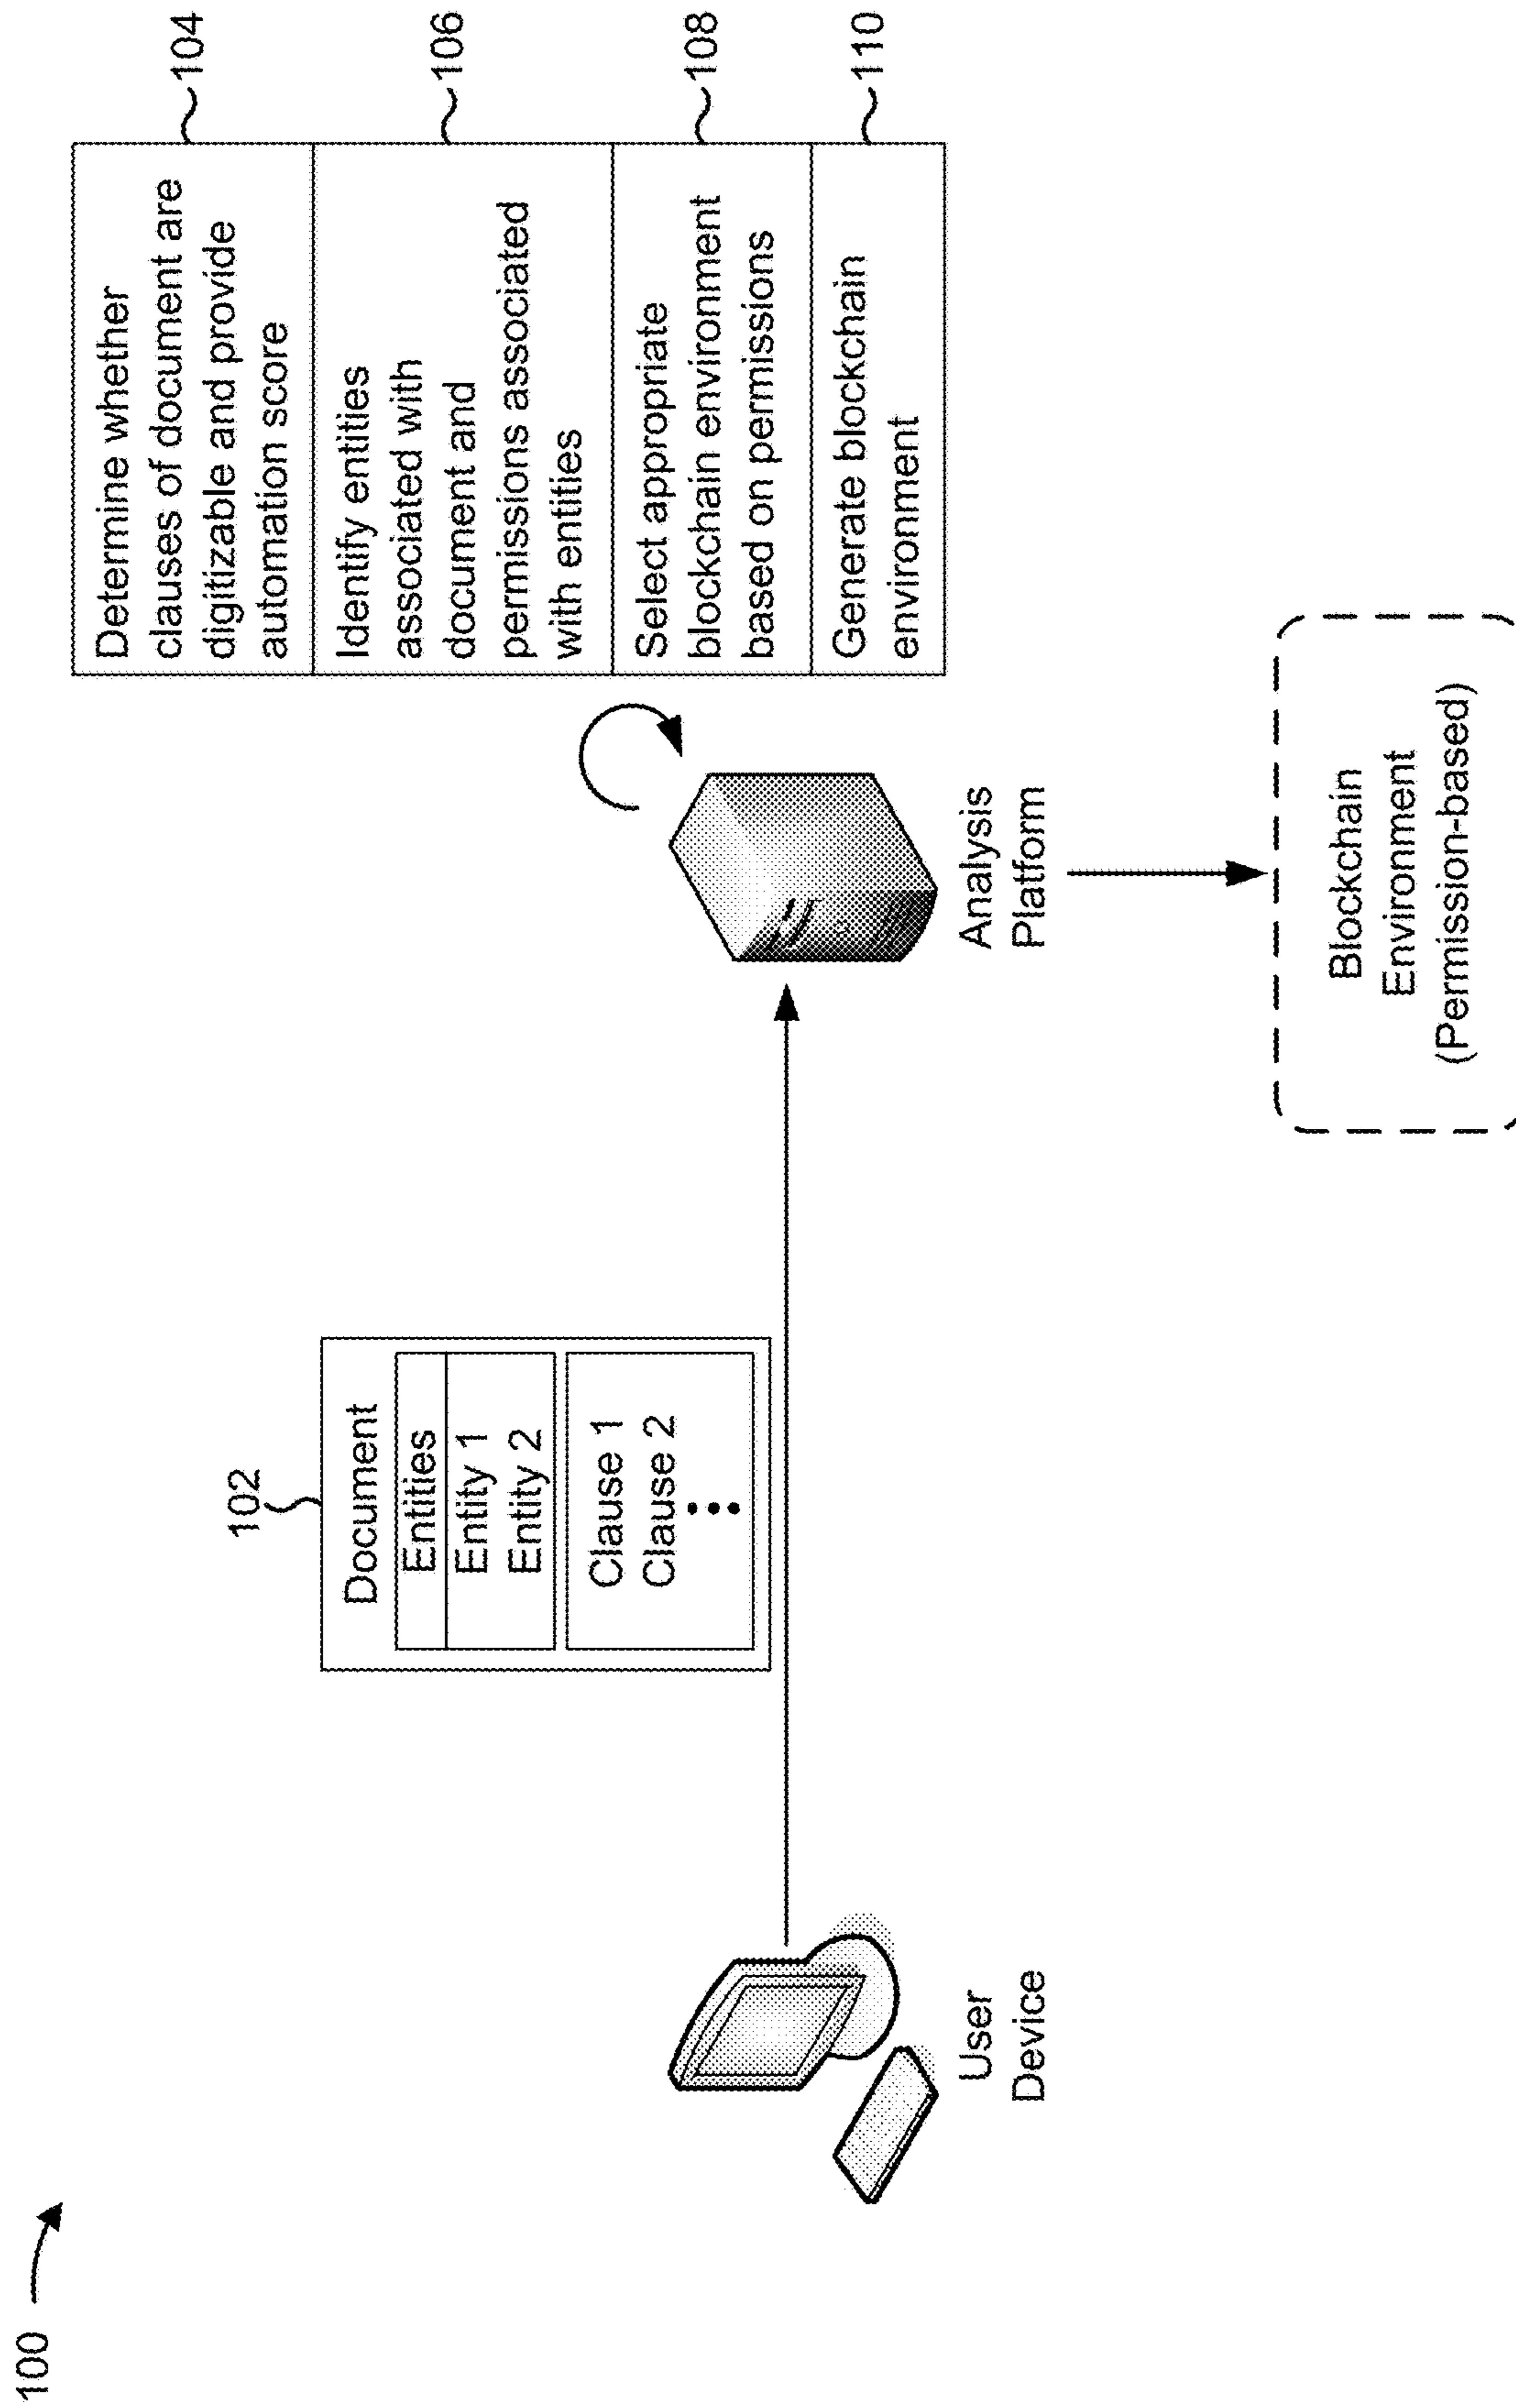 100
102
Document
Entities
Entity 1
Entity 2
Clause 1
Clause 2
Determine whether
clauses of document are
digitizable and provide
automation score
104
Identify entities
associated with
document and
permissions associated
with entities
106
Select appropriate
blockchain environment
based on permissions
108
Generate blockchain
environment
110
User
Device
Analysis
Platform
Blockchain
Environment
(Permission-based)